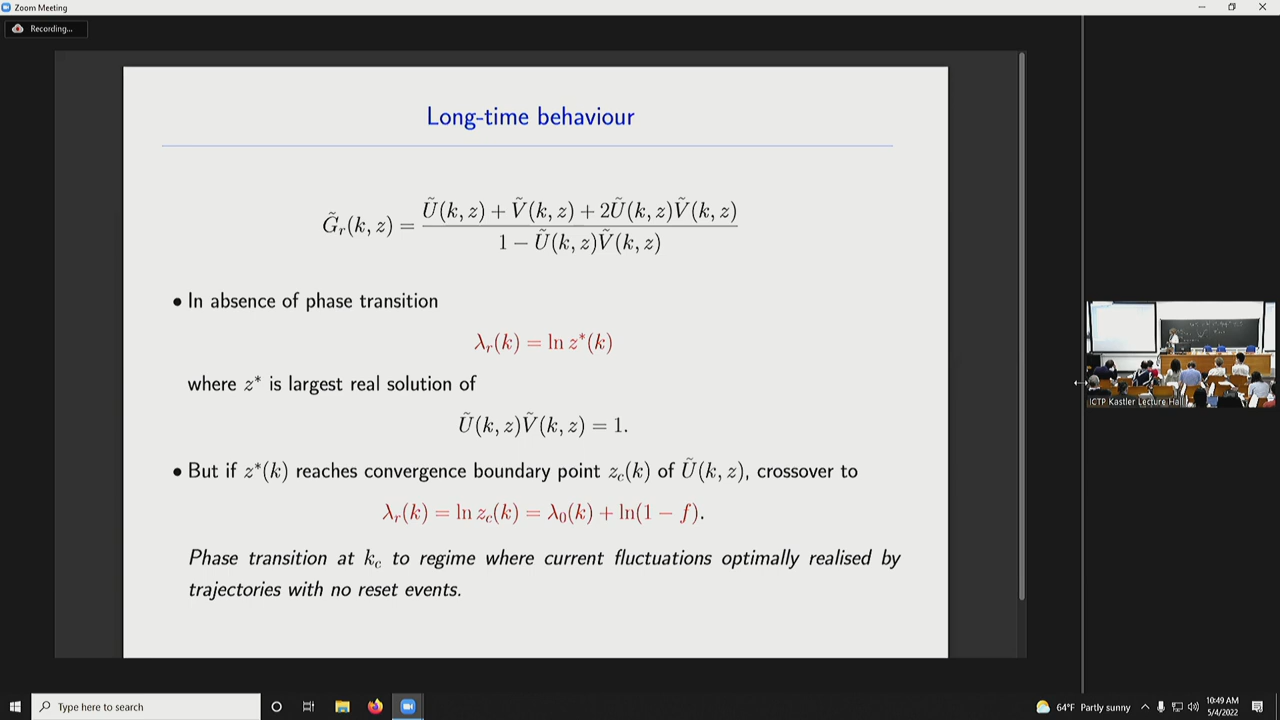 Zoom Meeting
Recording...
Long-time behaviour
G̃ᵣ(k, z) = (Ũ(k, z) + Ṽ(k, z) + 2Ũ(k, z)Ṽ(k, z)) / (1 − Ũ(k, z)Ṽ(k, z))
• In absence of phase transition
λᵣ(k) = ln z*(k)
where z* is largest real solution of
Ũ(k, z)Ṽ(k, z) = 1.
• But if z*(k) reaches convergence boundary point z_c(k) of Ũ(k, z), crossover to
λᵣ(k) = ln z_c(k) = λ₀(k) + ln(1 − f).
Phase transition at k_c to regime where current fluctuations optimally realised by
trajectories with no reset events.
ICTP Kastler Lecture Hall
Type here to search
64°F Partly sunny
10:49 AM
5/4/2022